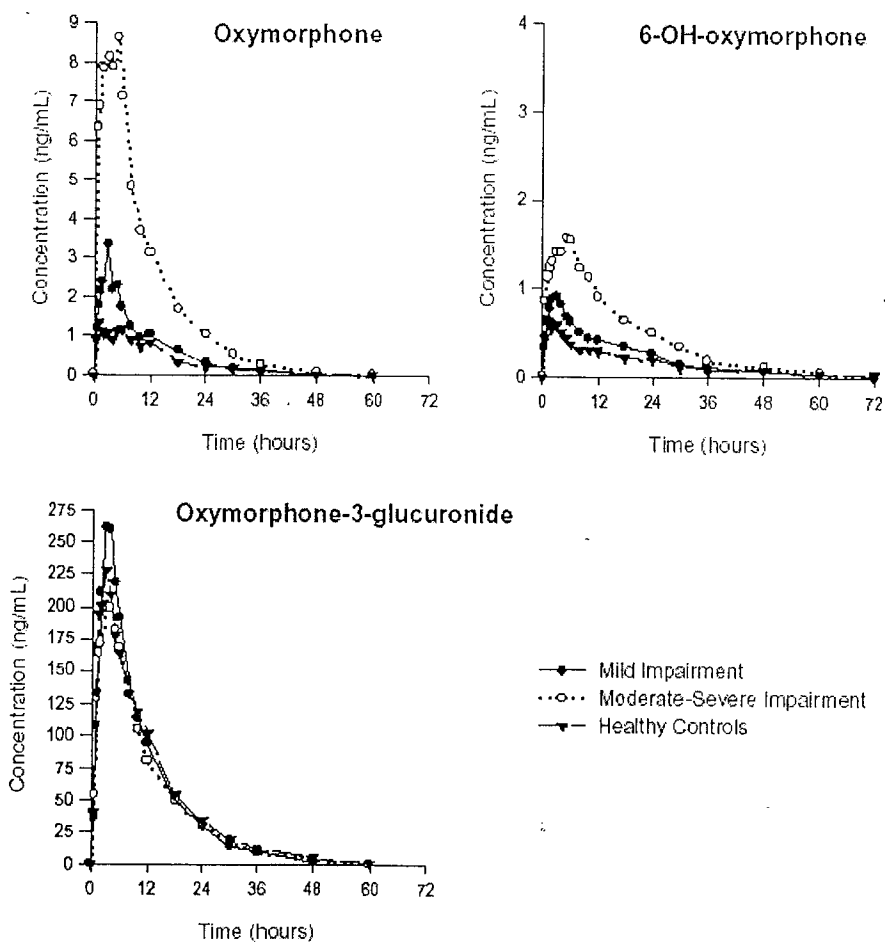 Oxymorphone
Concentration (ng/mL)
9
8
7
6
5
4
3
2
1
0
0 12 24 36 48 60 72
Time (hours)
6-OH-oxymorphone
Concentration (ng/mL)
4
3
2
1
0
0 12 24 36 48 60 72
Time (hours)
Oxymorphone-3-glucuronide
Concentration (ng/mL)
275
250
225
200
175
150
125
100
75
50
25
0
0 12 24 36 48 60 72
Time (hours)
Mild Impairment
Moderate-Severe Impairment
Healthy Controls